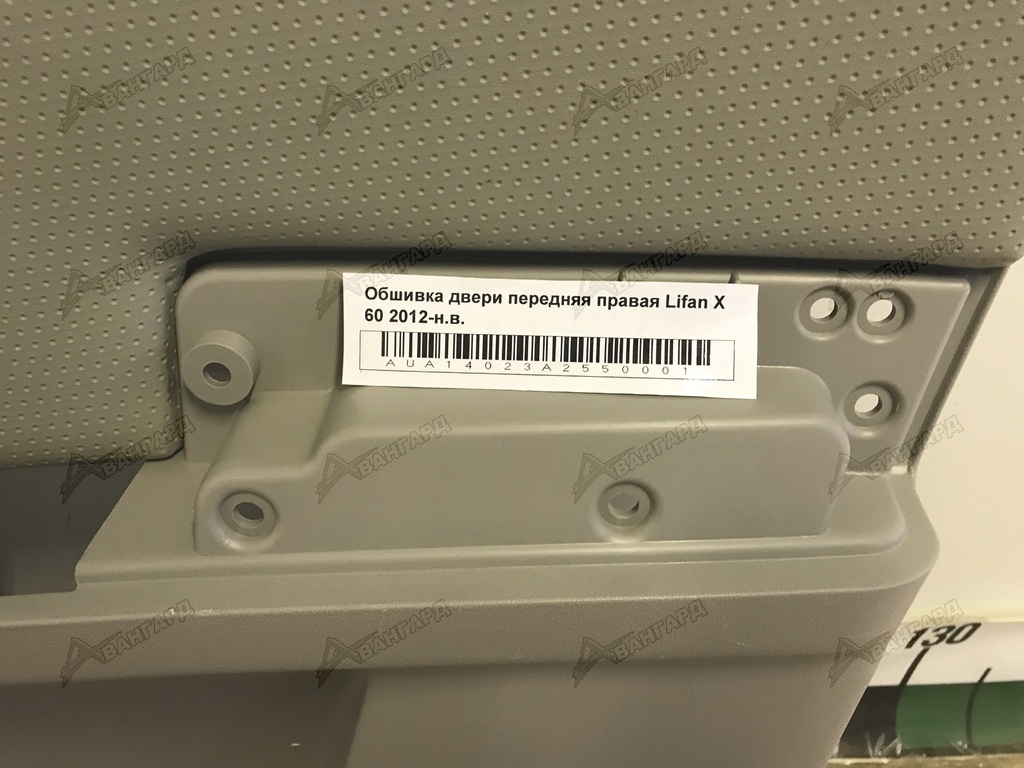 Обшивка двери передняя правая Lifan X
60 2012-н.в.
AUA14023A2550001
АВАНГАРД
130